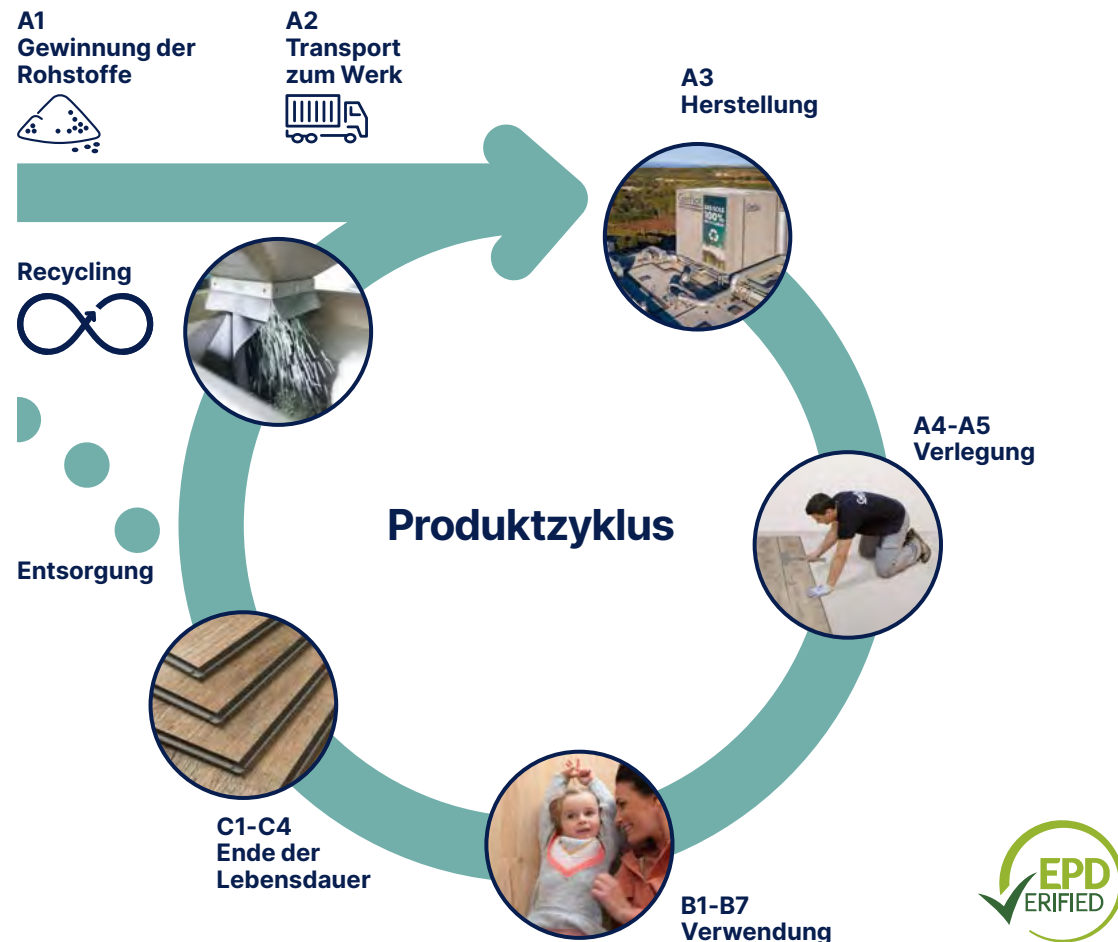 A1
Gewinnung der
Rohstoffe
A2
Transport
zum Werk
A3
Herstellung
100%
Recycling
A4-A5
Verlegung
Produktzyklus
Entsorgung
C1-C4
Ende der
Lebensdauer
B1-B7
Verwendung
EPD
ERIFIED